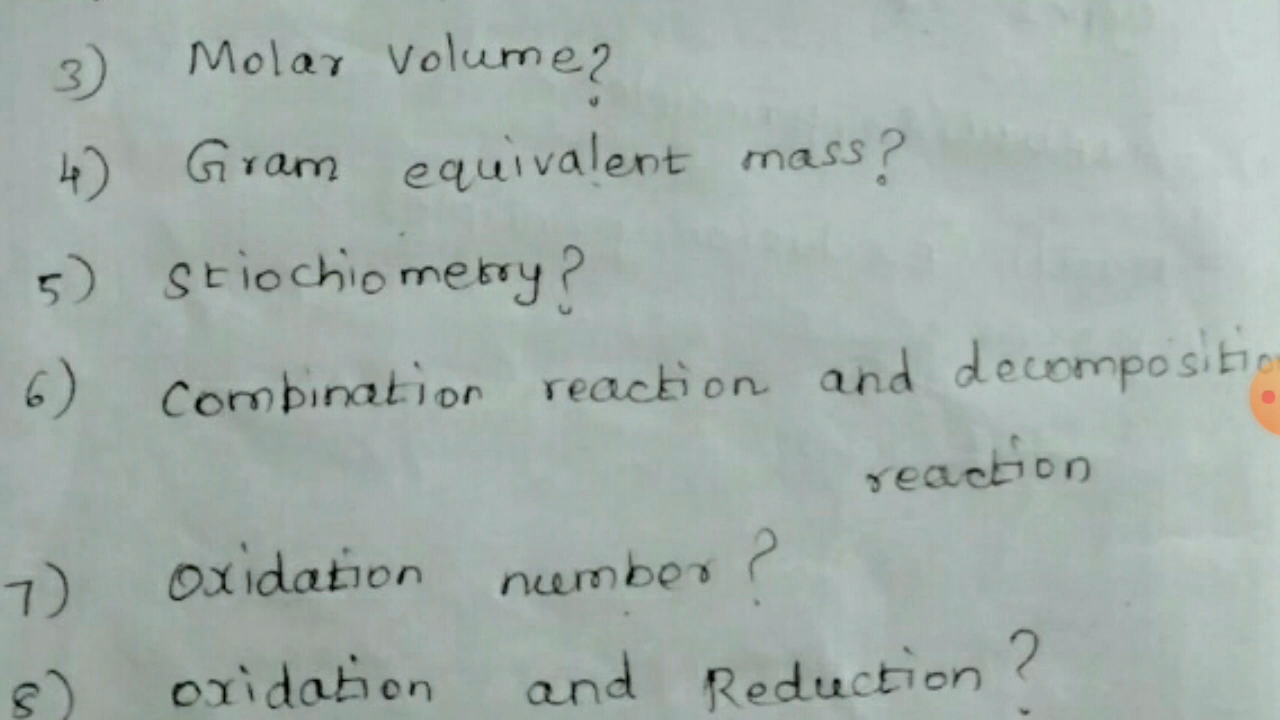 3) Molar Volume?
4) Gram equivalent mass?
5) Stiochiometry?
6) Combination reaction and
reaction
7) Oxidation number?
8) Oxidation and Reduction?